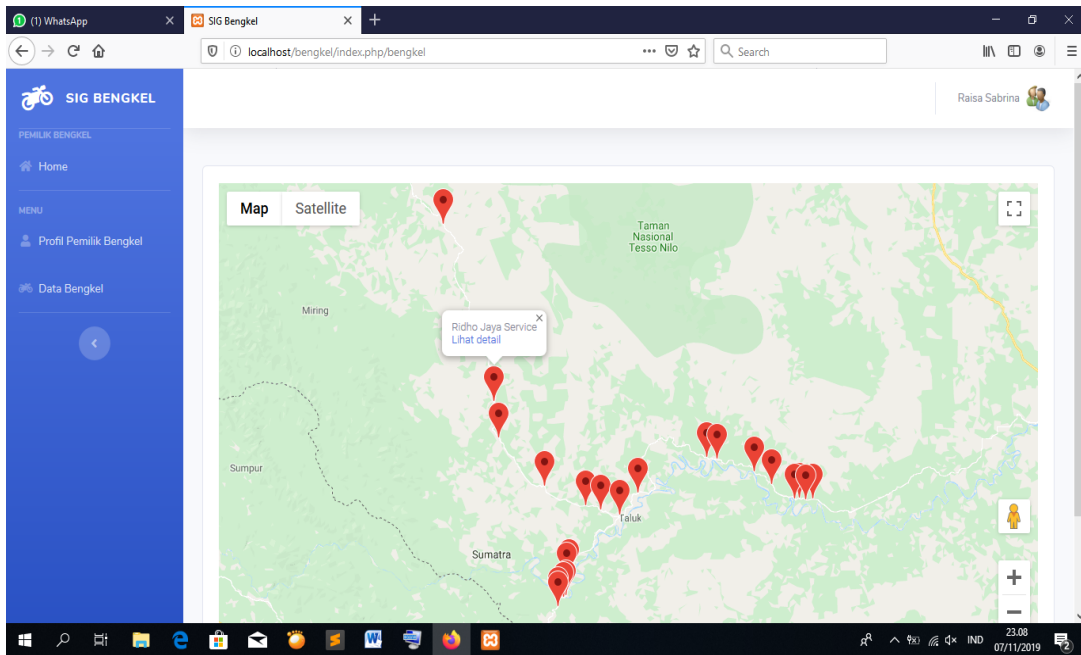 (1) WhatsApp
SIG Bengkel
localhost/bengkel/index.php/bengkel
Search
SIG BENGKEL
Raisa Sabrina
PEMILIK BENGKEL
Home
MENU
Profil Pemilik Bengkel
Data Bengkel
Map Satellite
Taman
Nasional
Tesso Nilo
Miring
Ridho Jaya Service
Lihat detail
Sumpur
Taluk
Sumatra
IND
23.08
07/11/2019
2